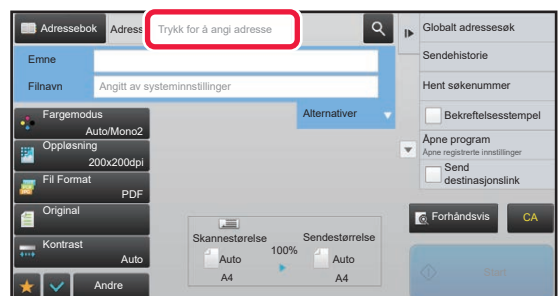 Adressebok
Adress
Trykk for å angi adresse
Emne
Filnavn
Angitt av systeminnstillinger
Alternativer
Fargemodus
Auto/Mono2
Oppløsning
200x200dpi
Fil Format
PDF
Original
Kontrast
Auto
Andre
Skannestørelse
100%
Sendestørrelse
Auto
Auto
A4
A4
Globalt adressesøk
Sendehistorie
Hent søkenummer
Bekreftelsesstempel
Åpne program
Åpne registrerte innstillinger
Send
destinasjonslink
Forhåndsvis
CA
Start